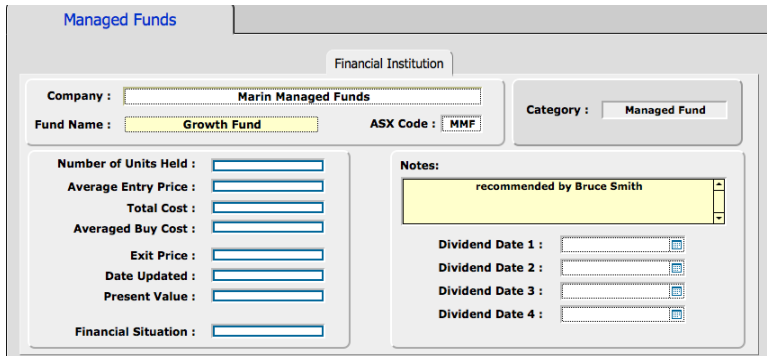 Managed Funds
Financial Institution
Company : Marin Managed Funds
Fund Name : Growth Fund ASX Code : MMF
Category : Managed Fund
Number of Units Held :
Average Entry Price :
Total Cost :
Averaged Buy Cost :
Exit Price :
Date Updated :
Present Value :
Financial Situation :
Notes:
recommended by Bruce Smith
Dividend Date 1 :
Dividend Date 2 :
Dividend Date 3 :
Dividend Date 4 :